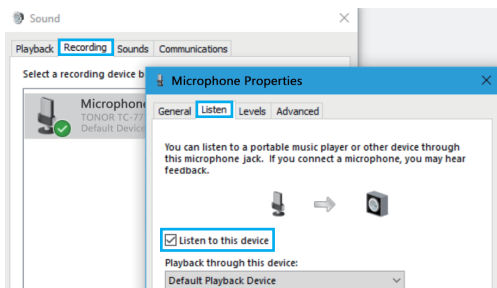 Sound
Playback Recording Sounds Communications
Select a recording device b
Microphone
TONOR TC-77
Default Device
Microphone Properties
General Listen Levels Advanced
You can listen to a portable music player or other device through
this microphone jack. If you connect a microphone, you may hear
feedback.
Listen to this device
Playback through this device:
Default Playback Device